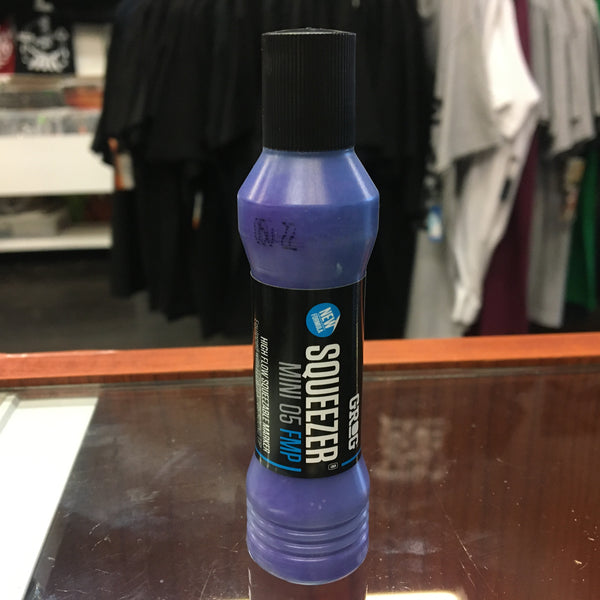 NEW
FORMULA
GROG
SQUEEZER
MINI 05 FMP
HIGH FLOW SQUEEZABLE MARKER